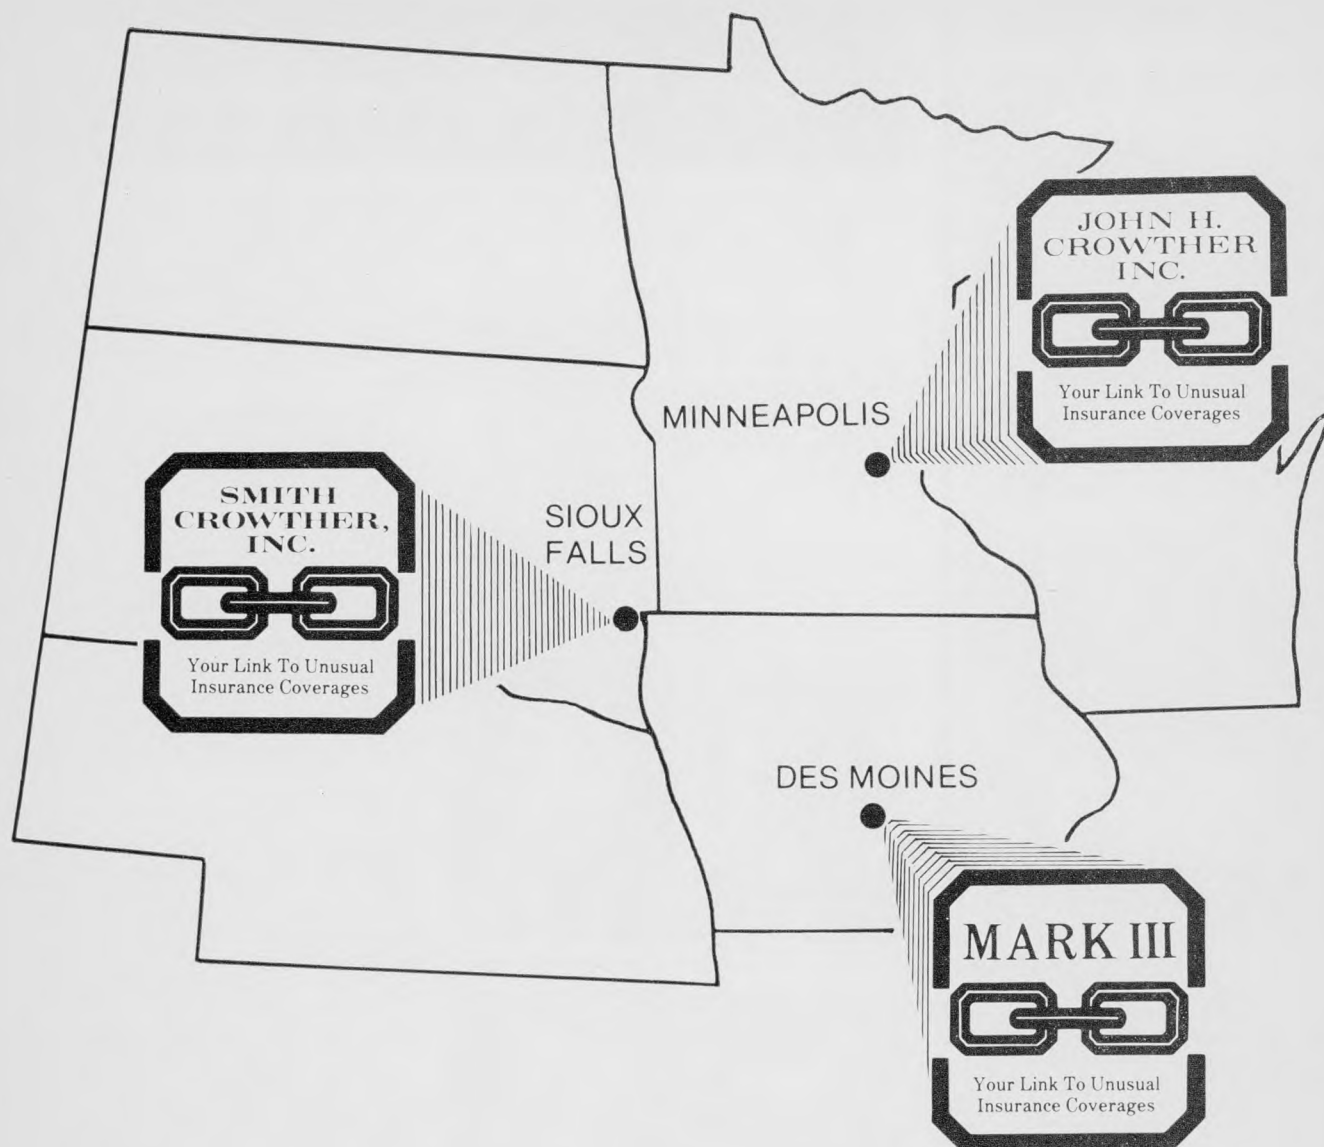 JOHN H.
CROWTHER
INC.
Your Link To Unusual
Insurance Coverages
MINNEAPOLIS
SMITH
CROWTHER,
INC.
Your Link To Unusual
Insurance Coverages
SIOUX
FALLS
DES MOINES
MARK III
Your Link To Unusual
Insurance Coverages